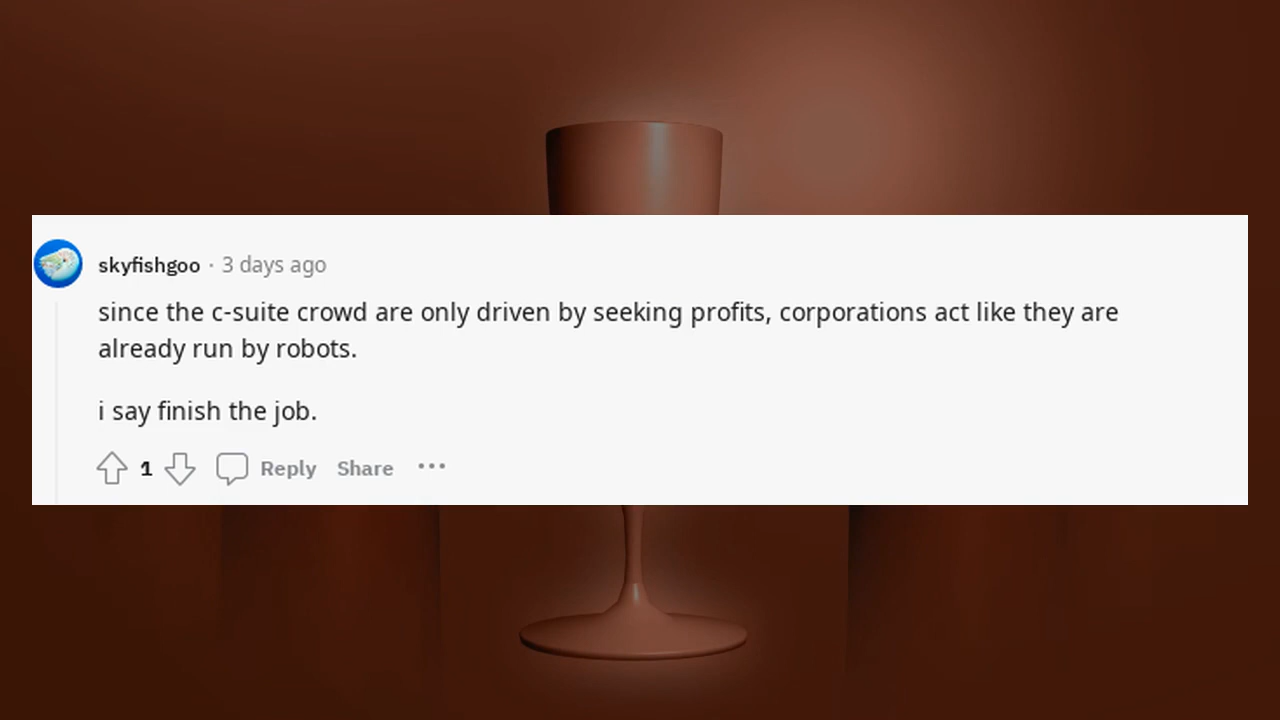 skyfishgoo · 3 days ago
since the c-suite crowd are only driven by seeking profits, corporations act like they are
already run by robots.
i say finish the job.
1 Reply Share •••